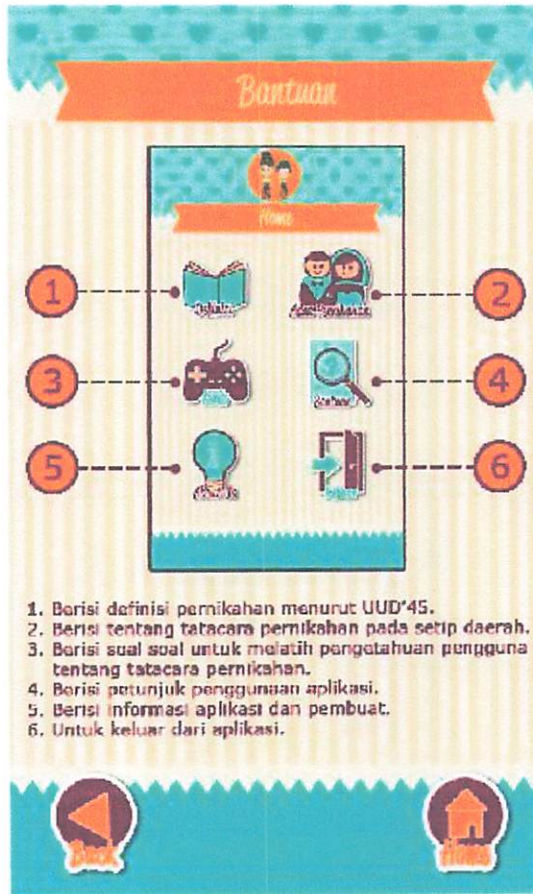 Bantuan
Home
1
2
3
4
5
6
1. Berisi definisi pernikahan menurut UUD'45.
2. Berisi tentang tatacara pernikahan pada setip daerah.
3. Berisi soal soal untuk melatih pengetahuan pengguna
tentang tatacara pernikahan.
4. Berisi petunjuk penggunaan aplikasi.
5. Berisi informasi aplikasi dan pembuat.
6. Untuk keluar dari aplikasi.
Back
Home